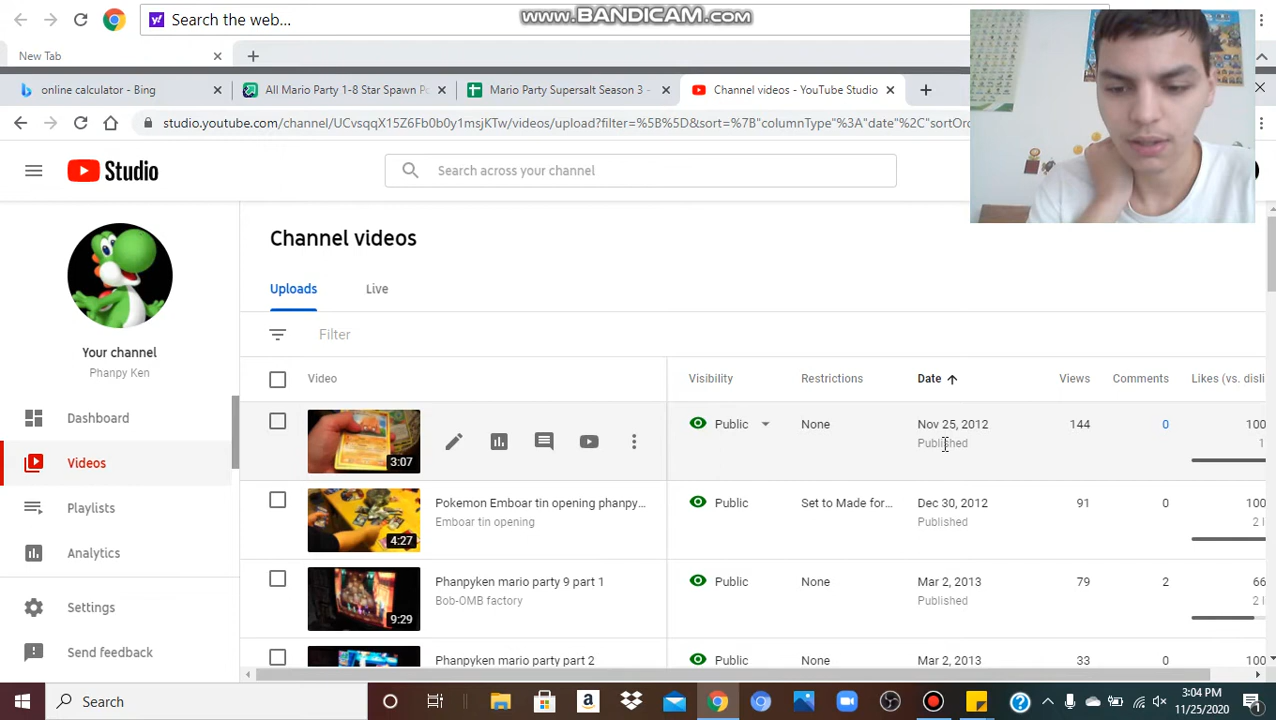 www.BANDICAM.com
Search the web...
New Tab
online calculator - Bing
All Mario Party 1-8 Star Spawn Po
Mario Party Supersalt Season 3 -
Channel videos - YouTube Studio
studio.youtube.com/channel/UCvsqqX15Z6Fb0b0y1msjKTw/videos/upload?filter=%5B%5D&sort=%7B"columnType"%3A"date"%2C"sortOrd
Studio
Search across your channel
Your channel
Phanpy Ken
Dashboard
Videos
Playlists
Analytics
Settings
Send feedback
Channel videos
Uploads
Live
Filter
Video
Visibility
Restrictions
Date
Views
Comments
Likes (vs. disli
3:07
Public
None
Nov 25, 2012
Published
144
0
100
1
4:27
Pokemon Emboar tin opening phanpy...
Emboar tin opening
Public
Set to Made for...
Dec 30, 2012
Published
91
0
100
2 l
9:29
Phanpyken mario party 9 part 1
Bob-OMB factory
Public
None
Mar 2, 2013
Published
79
2
66
2 l
Phanpyken mario party part 2
Public
None
Mar 2, 2013
33
0
100
Search
3:04 PM
11/25/2020
1